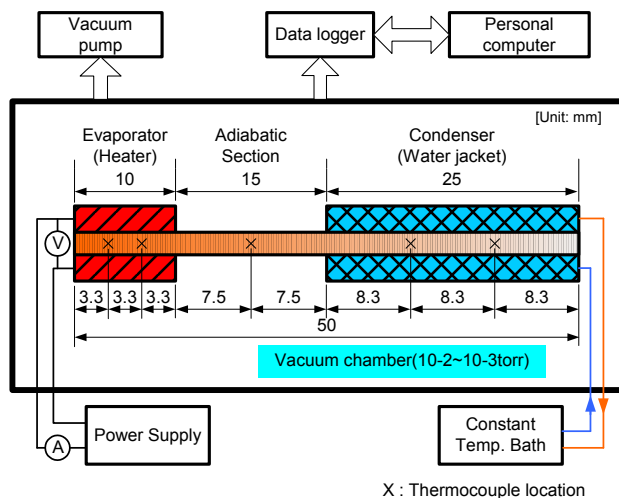 Vacuum
pump
Data logger
Personal
computer
[Unit: mm]
Evaporator
(Heater)
Adiabatic
Section
Condenser
(Water jacket)
10
15
25
V
3.3
3.3
3.3
7.5
7.5
8.3
8.3
8.3
50
Vacuum chamber(10-2~10-3torr)
A
Power Supply
Constant
Temp. Bath
X : Thermocouple location